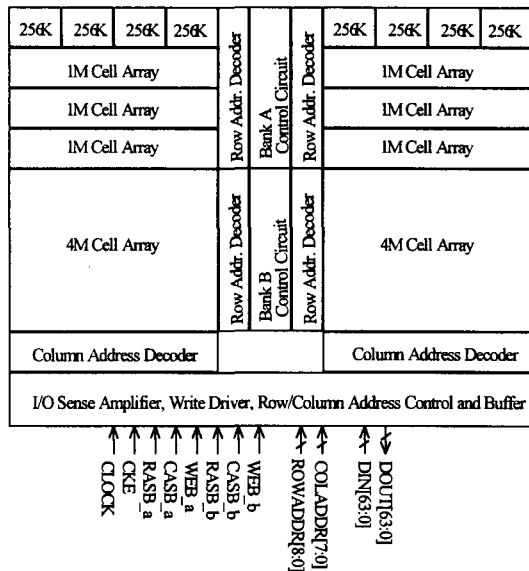 256K 256K 256K 256K
256K 256K 256K 256K
1M Cell Array
1M Cell Array
1M Cell Array
1M Cell Array
1M Cell Array
1M Cell Array
Row Addr. Decoder
Bank A
Control Circuit
Row Addr. Decoder
4M Cell Array
Row Addr. Decoder
Bank B
Control Circuit
Row Addr. Decoder
4M Cell Array
Column Address Decoder
Column Address Decoder
I/O Sense Amplifier, Write Driver, Row/Column Address Control and Buffer
CLOCK
CKE
RASB_a
CASB_a
WEB_a
RASB_b
CASB_b
WEB_b
ROWADDR[8:0]
COLADDR[7:0]
DIN[63:0]
DOUT[63:0]